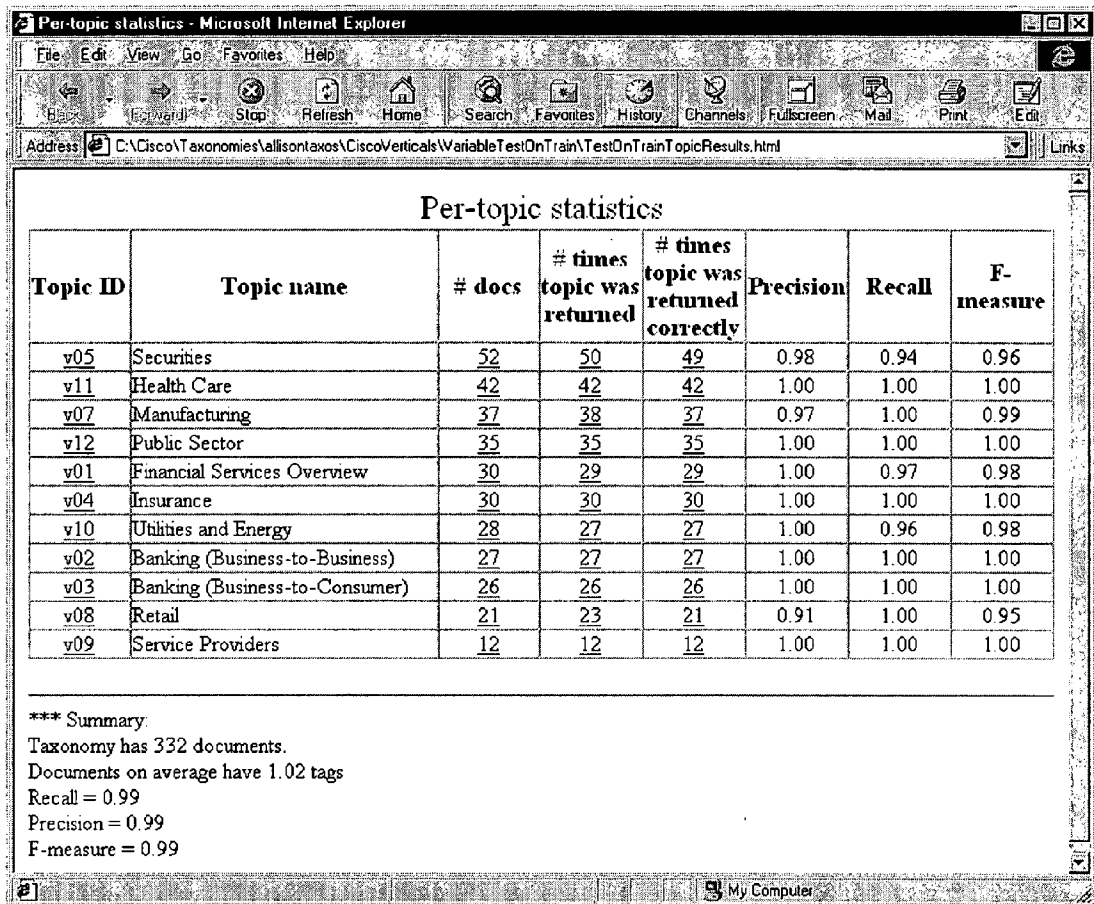 Per-topic statistics - Microsoft Internet Explorer
File Edit View Go Favorites Help
Back Forward Stop Refresh Home Search Favorites History Channels Fullscreen Mail Print Edit
Address C:\Cisco\Taxonomies\allisontaxos\CiscoVerticals\VariableTestOnTrain\TestOnTrainTopicResults.html Links
Per-topic statistics
Topic ID Topic name # docs # times topic was returned # times topic was returned correctly Precision Recall F-measure
v05 Securities 52 50 49 0.98 0.94 0.96
v11 Health Care 42 42 42 1.00 1.00 1.00
v07 Manufacturing 37 38 37 0.97 1.00 0.99
v12 Public Sector 35 35 35 1.00 1.00 1.00
v01 Financial Services Overview 30 29 29 1.00 0.97 0.98
v04 Insurance 30 30 30 1.00 1.00 1.00
v10 Utilities and Energy 28 27 27 1.00 0.96 0.98
v02 Banking (Business-to-Business) 27 27 27 1.00 1.00 1.00
v03 Banking (Business-to-Consumer) 26 26 26 1.00 1.00 1.00
v08 Retail 21 23 21 0.91 1.00 0.95
v09 Service Providers 12 12 12 1.00 1.00 1.00
*** Summary:
Taxonomy has 332 documents.
Documents on average have 1.02 tags
Recall = 0.99
Precision = 0.99
F-measure = 0.99
My Computer